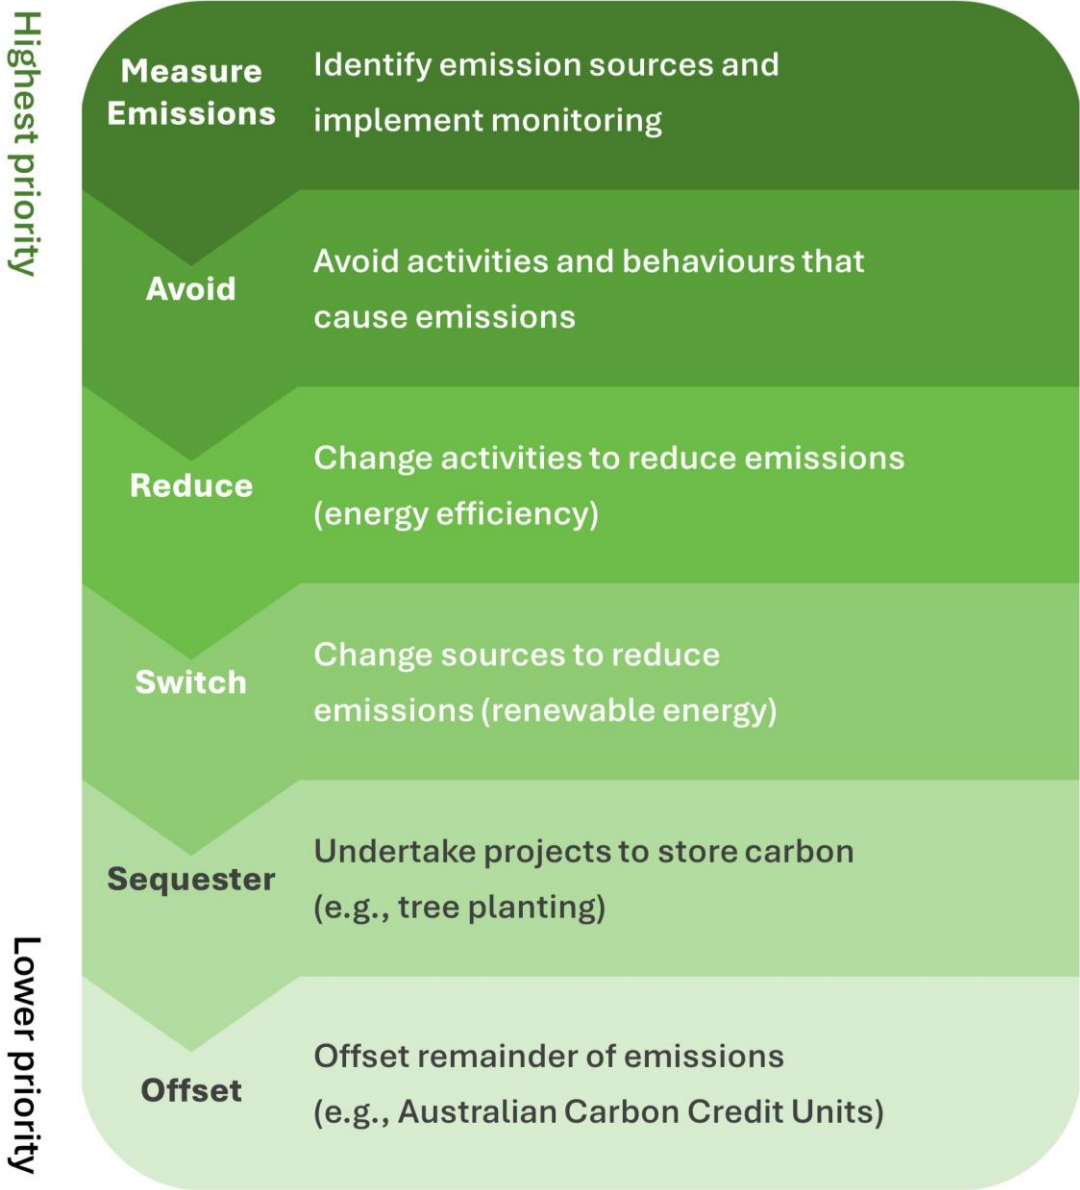 Highest priority
Measure
Emissions
Identify emission sources and
implement monitoring
Avoid
Avoid activities and behaviours that
cause emissions
Reduce
Change activities to reduce emissions
(energy efficiency)
Switch
Change sources to reduce
emissions (renewable energy)
Sequester
Undertake projects to store carbon
(e.g., tree planting)
Lower priority
Offset
Offset remainder of emissions
(e.g., Australian Carbon Credit Units)